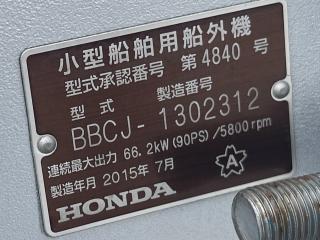 小型船舶用船外機
型式承認番号 第4840号
型式 製造番号
BBCJ-1302312
連続最大出力 66.2kW(90PS)/5800rpm
製造年月 2015年7月
A
HONDA